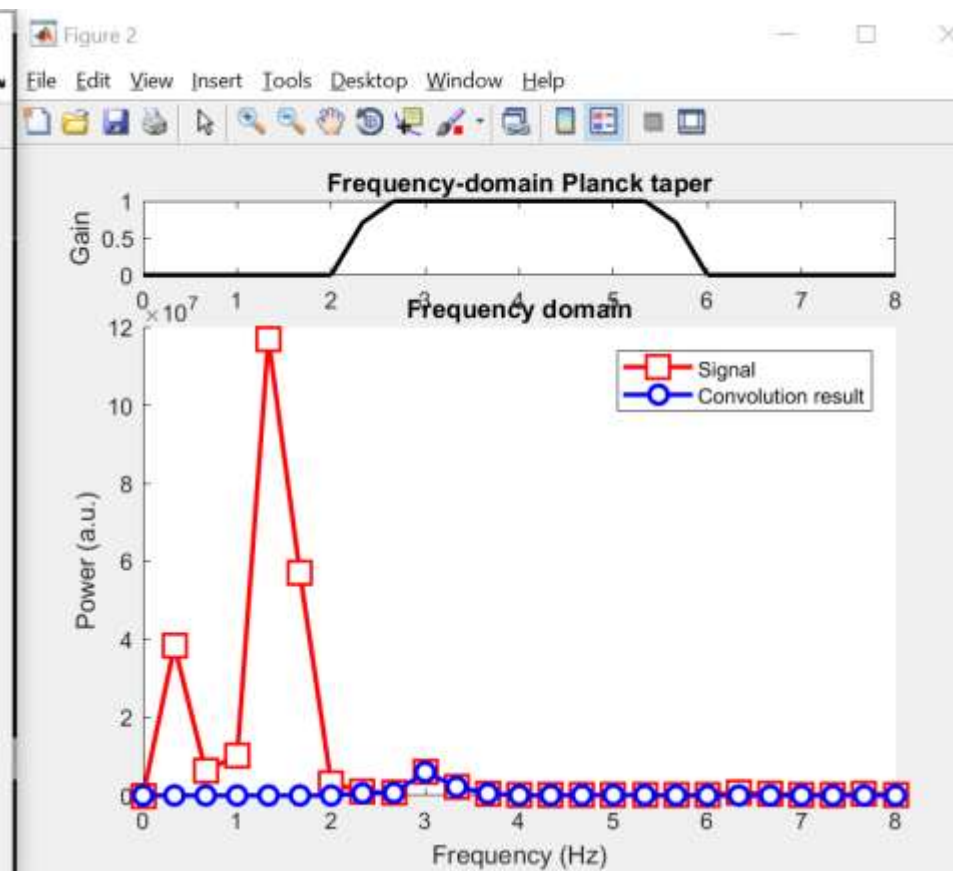 Figure 2
File Edit View Insert Tools Desktop Window Help
Frequency-domain Planck taper
Gain
1
0.5
0
0 1 2 3 4 5 6 7 8
×10⁷
Frequency domain
12
10
8
6
4
2
0
Power (a.u.)
Signal
Convolution result
0 1 2 3 4 5 6 7 8
Frequency (Hz)